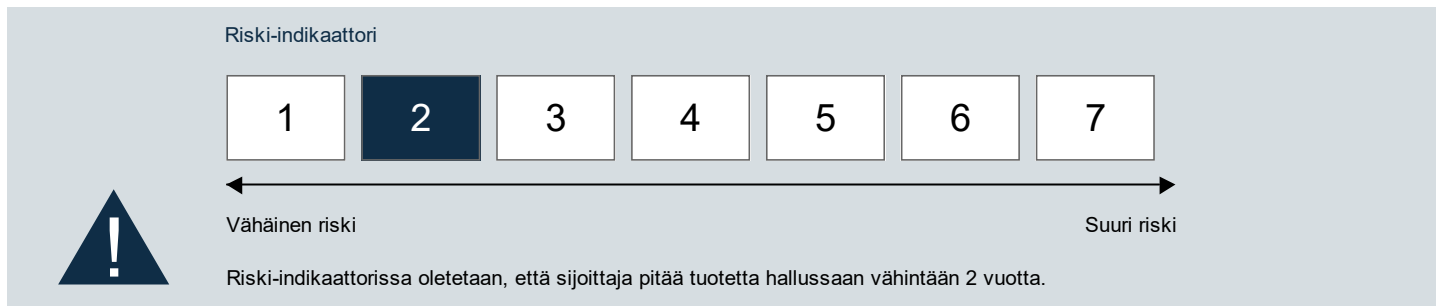 Riski-indikaattori
1 2 3 4 5 6 7
Vähäinen riski Suuri riski
!
Riski-indikaattorissa oletetaan, että sijoittaja pitää tuotetta hallussaan vähintään 2 vuotta.